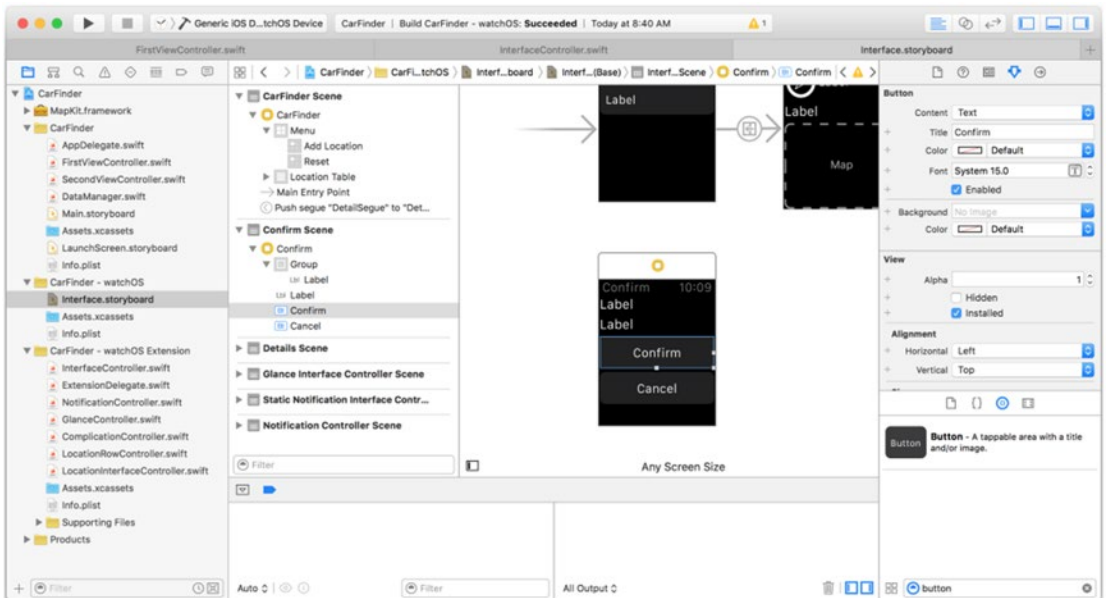 Generic iOS D...tchOS Device
CarFinder | Build CarFinder - watchOS: Succeeded | Today at 8:40 AM
1
FirstViewController.swift
InterfaceController.swift
Interface.storyboard
CarFinder
CarFi...tchOS
Interf...board
Interf...(Base)
Interf...Scene
Confirm
Confirm
CarFinder
MapKit.framework
CarFinder
AppDelegate.swift
FirstViewController.swift
SecondViewController.swift
DataManager.swift
Main.storyboard
Assets.xcassets
LaunchScreen.storyboard
Info.plist
CarFinder - watchOS
Interface.storyboard
Assets.xcassets
Info.plist
CarFinder - watchOS Extension
InterfaceController.swift
ExtensionDelegate.swift
NotificationController.swift
GlanceController.swift
ComplicationController.swift
LocationRowController.swift
LocationInterfaceController.swift
Assets.xcassets
Info.plist
Supporting Files
Products
Filter
CarFinder Scene
CarFinder
Menu
Add Location
Reset
Location Table
Main Entry Point
Push segue "DetailSegue" to "Det...
Confirm Scene
Confirm
Group
Lbl Label
Lbl Label
Confirm
Cancel
Details Scene
Glance Interface Controller Scene
Static Notification Interface Contr...
Notification Controller Scene
Filter
Label
Label
Map
Confirm 10:09
Label
Label
Confirm
Cancel
Any Screen Size
Auto
Filter
All Output
Button
Content Text
Title Confirm
Color Default
Font System 15.0
Enabled
Background No Image
Color Default
View
Alpha 1
Hidden
Installed
Alignment
Horizontal Left
Vertical Top
Button
Button - A tappable area with a title
and/or image.
button